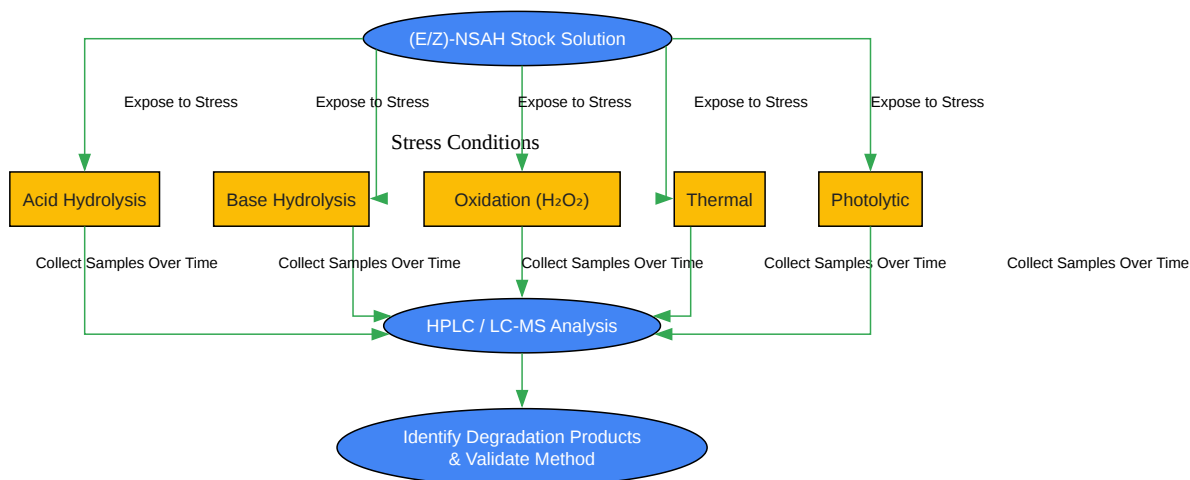 (E/Z)-NSAH Stock Solution
Expose to Stress
Expose to Stress
Expose to Stress
Expose to Stress
Expose to Stress
Stress Conditions
Acid Hydrolysis
Base Hydrolysis
Oxidation (H₂O₂)
Thermal
Photolytic
Collect Samples Over Time
Collect Samples Over Time
Collect Samples Over Time
Collect Samples Over Time
Collect Samples Over Time
HPLC / LC-MS Analysis
Identify Degradation Products
& Validate Method